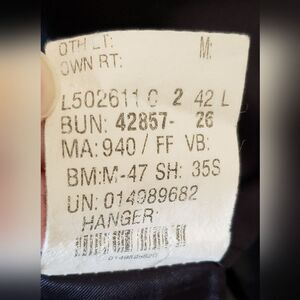 OTH LT: M:
OWN RT:
L502611 C 2 42 L
BUN: 42857- 26
MA: 940 / FF VB:
BM:M-47 SH: 35S
UN: 014989682
HANGER: